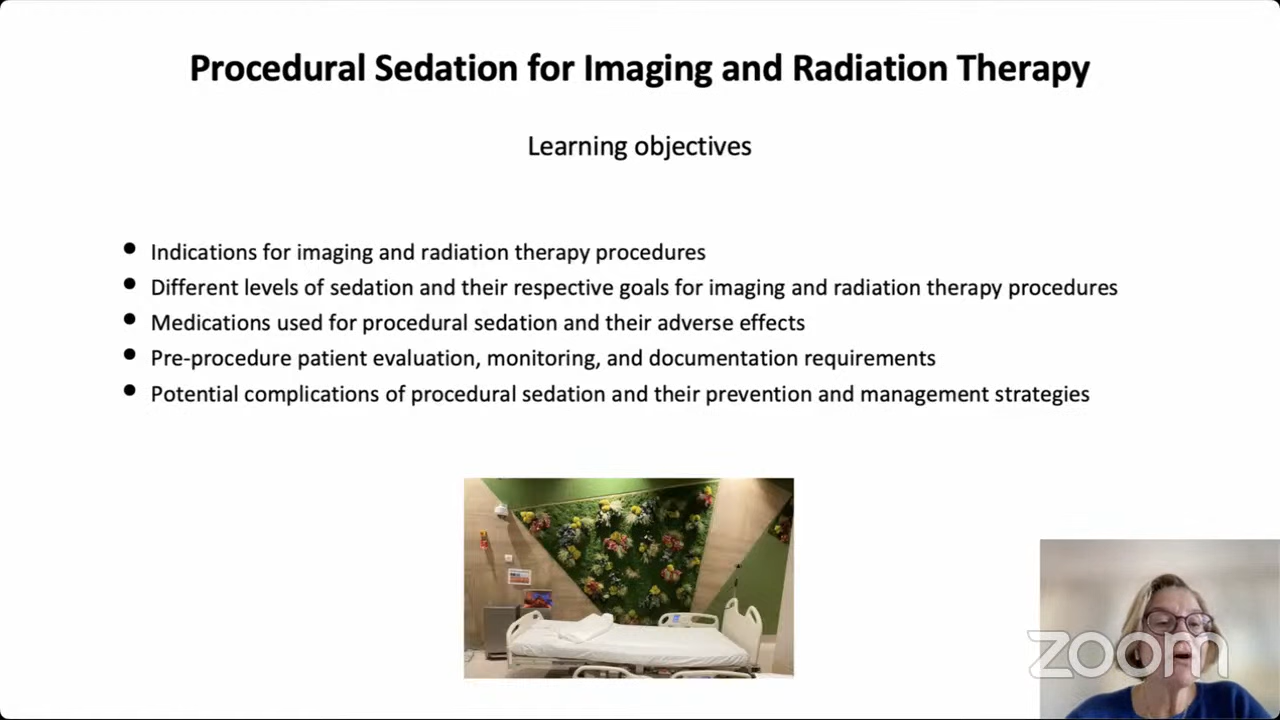 Procedural Sedation for Imaging and Radiation Therapy
Learning objectives
• Indications for imaging and radiation therapy procedures
• Different levels of sedation and their respective goals for imaging and radiation therapy procedures
• Medications used for procedural sedation and their adverse effects
• Pre-procedure patient evaluation, monitoring, and documentation requirements
• Potential complications of procedural sedation and their prevention and management strategies
zoom